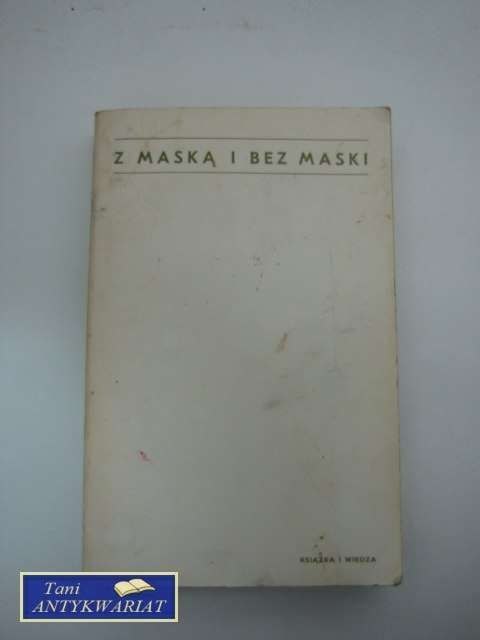 Z MASKĄ I BEZ MASKI
KSIĄŻKA I WIEDZA
Tani
ANTYKWARIAT